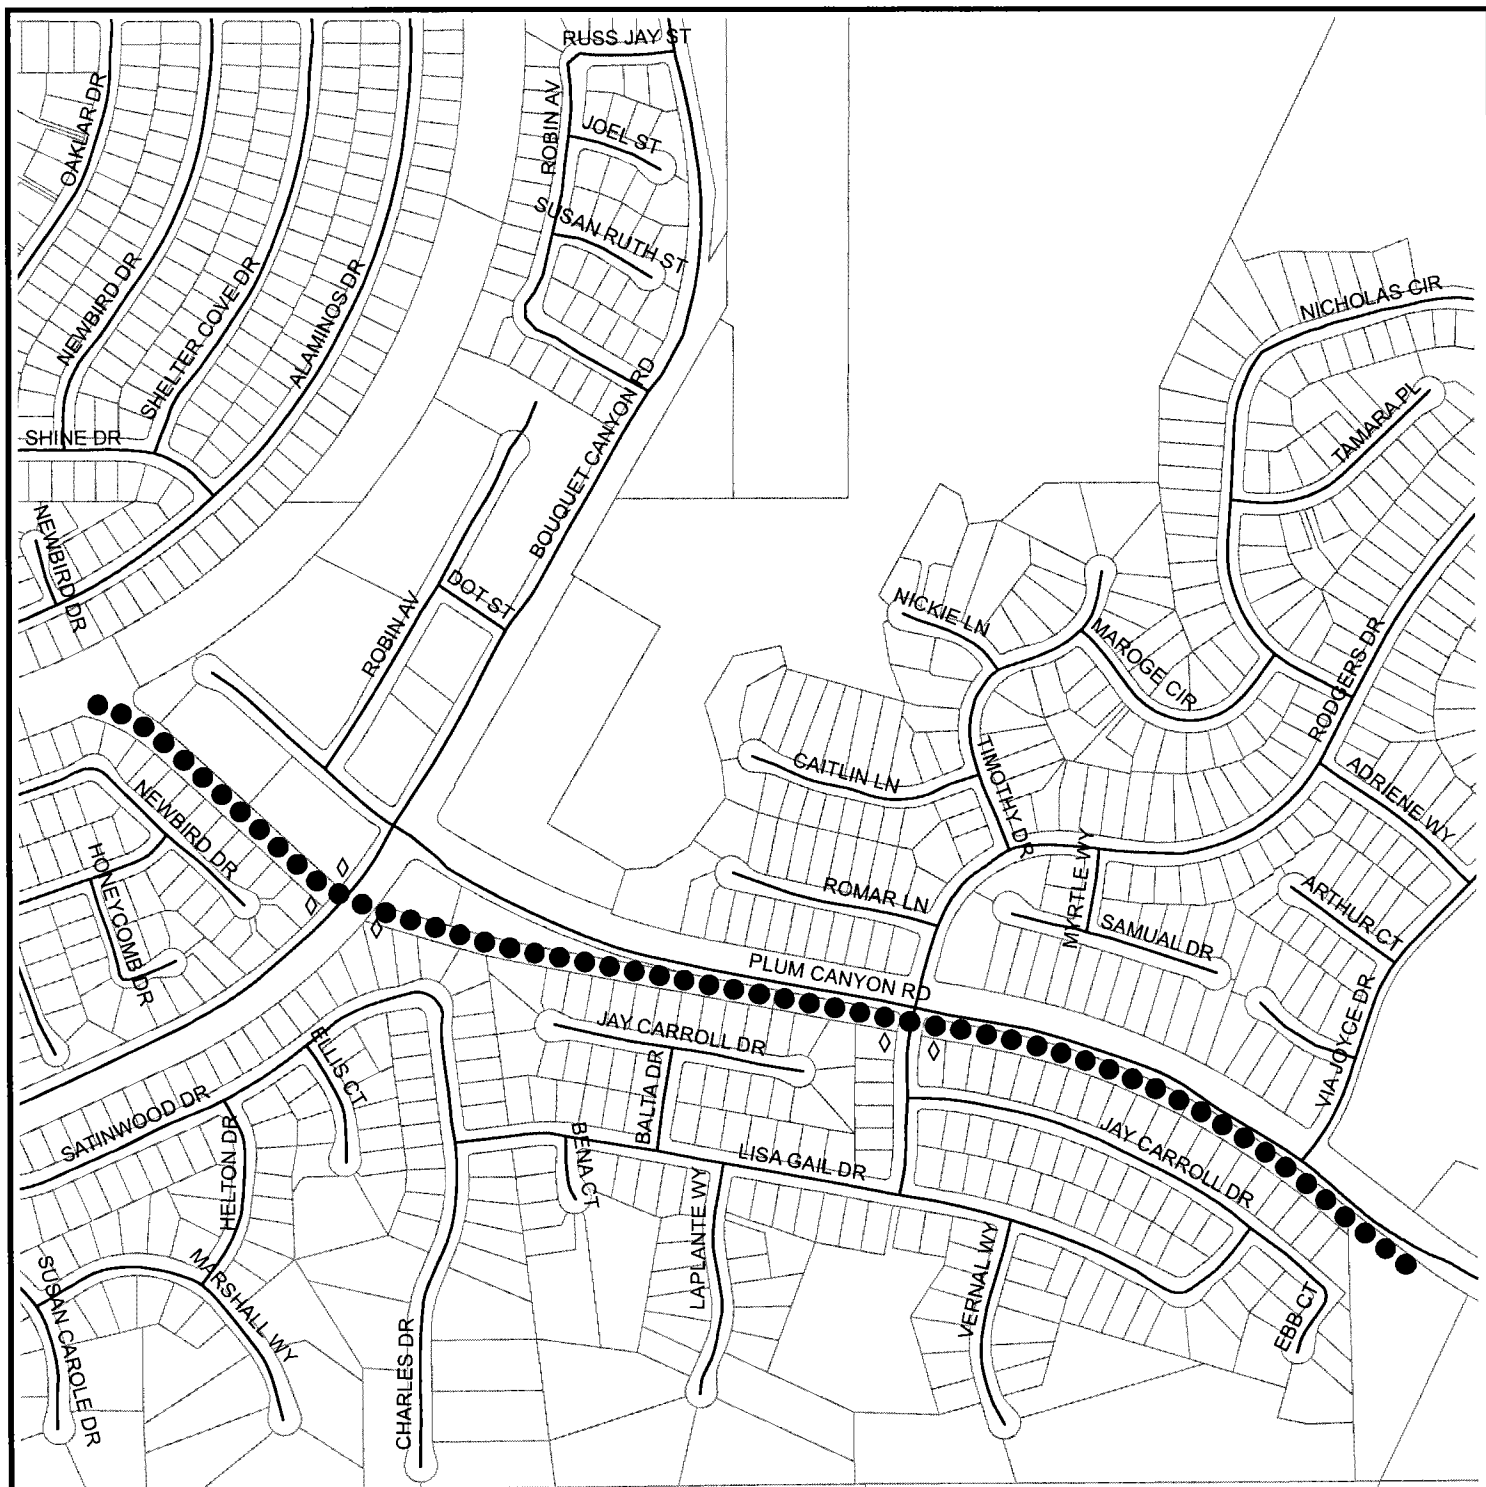 RUSS JAY ST
OAKLAR DR
ROBIN AV
JOEL ST
SUSAN RUTH ST
NEWBIRD DR
SHELTER COVE DR
ALAMINOS DR
NICHOLAS CIR
TAMARA PL
SHINE DR
BOUQUET CANYON RD
NEWBIRD DR
DOT ST
ROBIN AV
NICKIE LN
MAROGE CIR
RODGERS DR
CAITLIN LN
TIMOTHY DR
ADRIENE WY
NEWBIRD DR
HONEYCOMB DR
MYRTLE WY
ROMAR LN
SAMUAL DR
ARTHUR CT
PLUM CANYON RD
VIA JOYCE DR
JAY CARROLL DR
ELLIS CT
BALTA DR
SATINWOOD DR
HELTON DR
BENA CT
LISA GAIL DR
JAY CARROLL DR
LAPLANTE WY
VERNAL WY
SUSAN CAROLE DR
MARSHALL WY
CHARLES DR
EBB CT